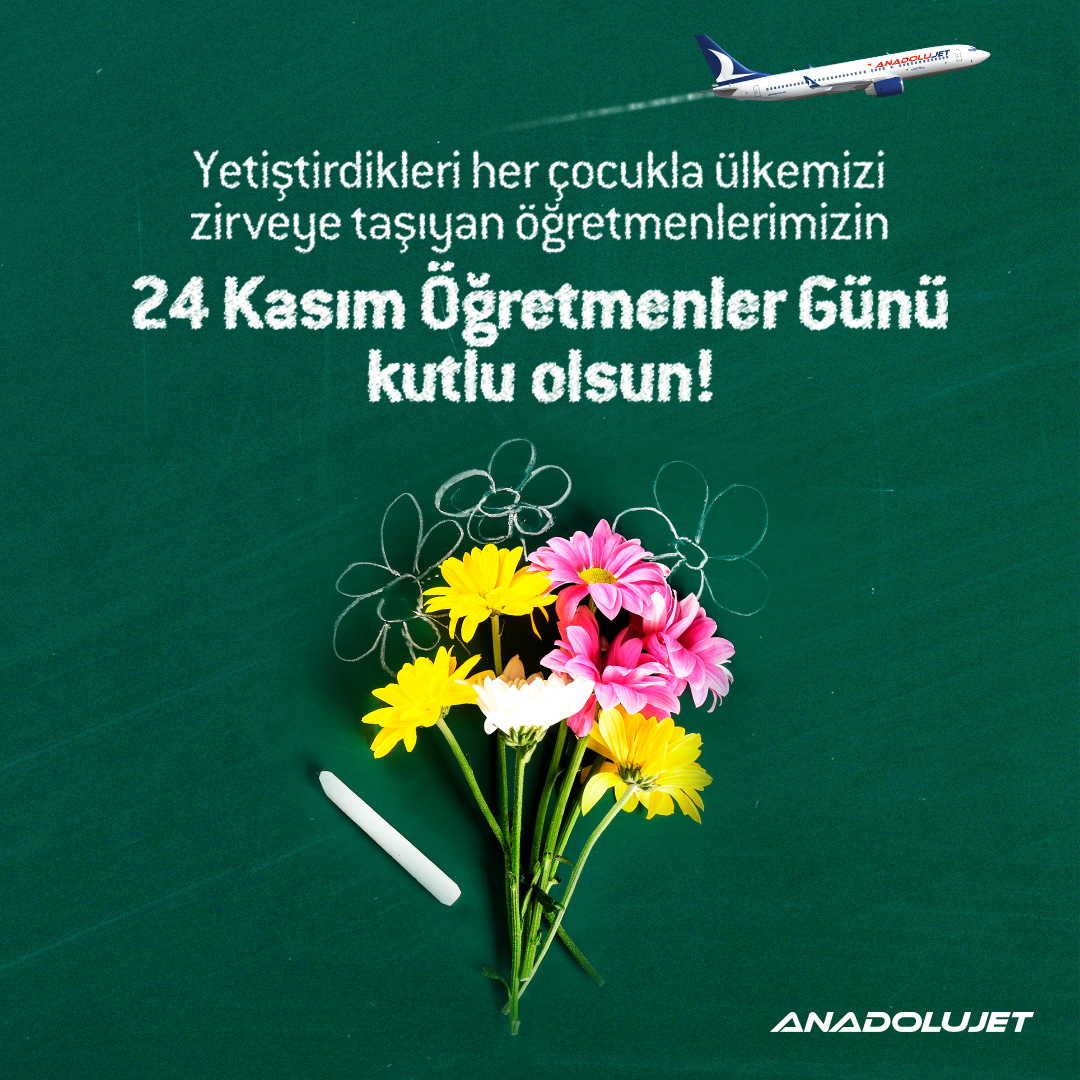 ANADOLUJET
Yetiştirdikleri her çocukla ülkemizi
zirveye taşıyan öğretmenlerimizin
24 Kasım Öğretmenler Günü
kutlu olsun!
ANADOLUJET